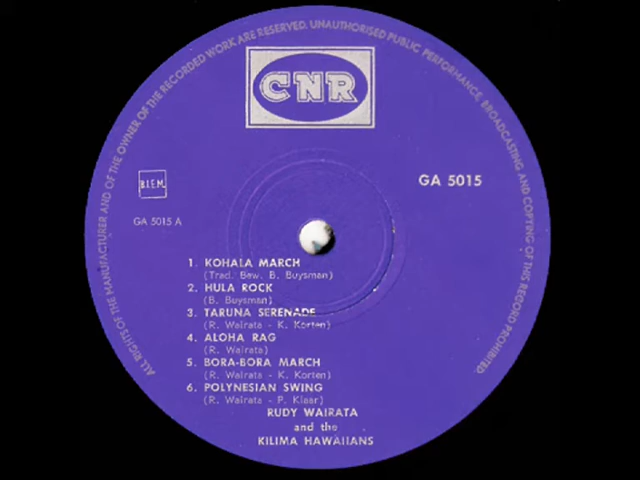 ALL RIGHTS OF THE MANUFACTURER AND OF THE OWNER OF THE RECORDED WORK ARE RESERVED. UNAUTHORISED PUBLIC PERFORMANCE, BROADCASTING AND COPYING OF THIS RECORD PROHIBITED.
CNR
B.I.E.M.
GA 5015
GA 5015 A
1. KOHALA MARCH
(Trad. Bew. B. Buysman)
2. HULA ROCK
(B. Buysman)
3. TARUNA SERENADE
(R. Wairata - K. Korten)
4. ALOHA RAG
(R. Wairata)
5. BORA-BORA MARCH
(R. Wairata - K. Korten)
6. POLYNESIAN SWING
(R. Wairata - P. Klaar)
RUDY WAIRATA
and the
KILIMA HAWAIIANS